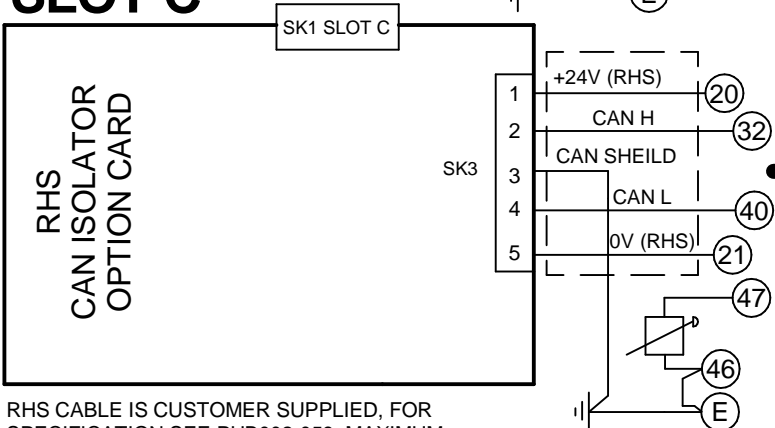 SLOT C
E
SK1 SLOT C
RHS
CAN ISOLATOR
OPTION CARD
SK3
1
+24V (RHS)
20
2
CAN H
32
3
CAN SHEILD
4
CAN L
40
5
0V (RHS)
21
47
46
E
RHS CABLE IS CUSTOMER SUPPLIED, FOR